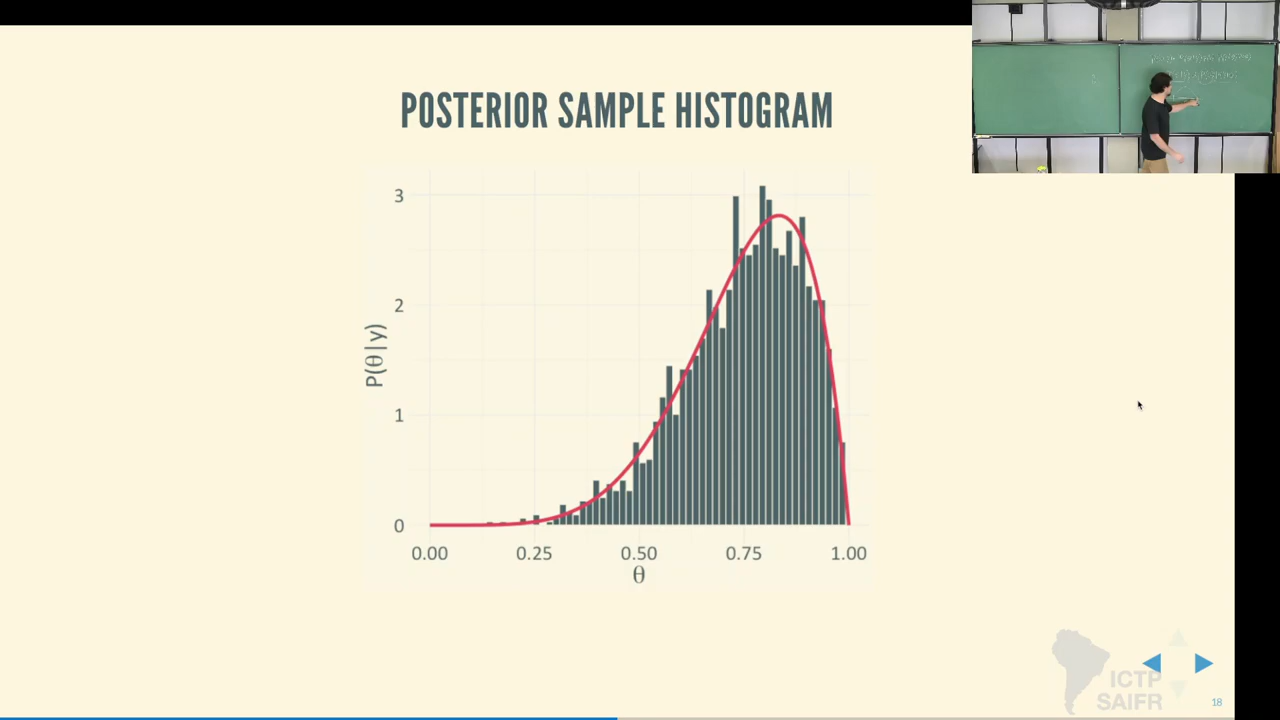 POSTERIOR SAMPLE HISTOGRAM
3
2
1
0
P(θ|y)
0.00 0.25 0.50 0.75 1.00
θ
ICTP
SAIFR
18